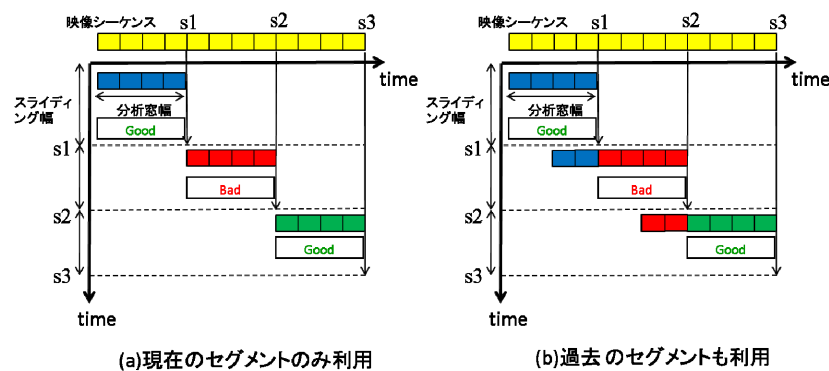 映像シーケンス
s1
s2
s3
time
スライディ
ング幅
分析窓幅
Good
s1
Bad
s2
Good
s3
time
(a)現在のセグメントのみ利用
映像シーケンス
s1
s2
s3
time
スライディ
ング幅
分析窓幅
Good
s1
Bad
s2
Good
s3
time
(b)過去のセグメントも利用